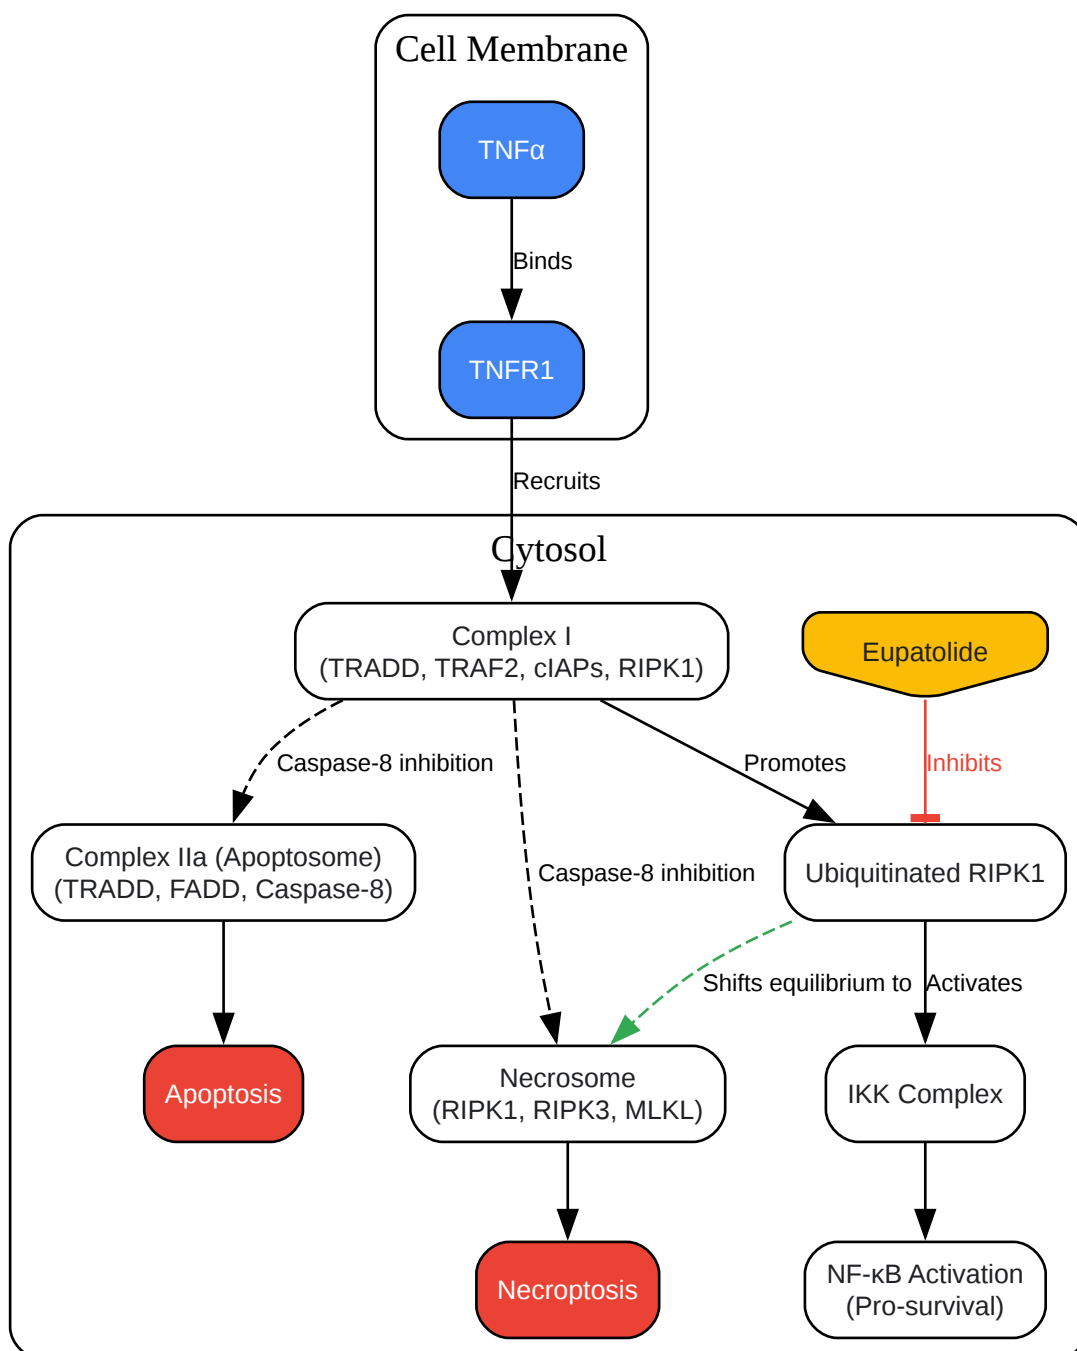 Cell Membrane
TNFα
Binds
TNFR1
Recruits
Cytosol
Complex I
(TRADD, TRAF2, cIAPs, RIPK1)
Eupatolide
Caspase-8 inhibition
Promotes
Inhibits
Complex IIa (Apoptosome)
(TRADD, FADD, Caspase-8)
Caspase-8 inhibition
Ubiquitinated RIPK1
Shifts equilibrium to
Activates
Apoptosis
Necrosome
(RIPK1, RIPK3, MLKL)
IKK Complex
Necroptosis
NF-κB Activation
(Pro-survival)